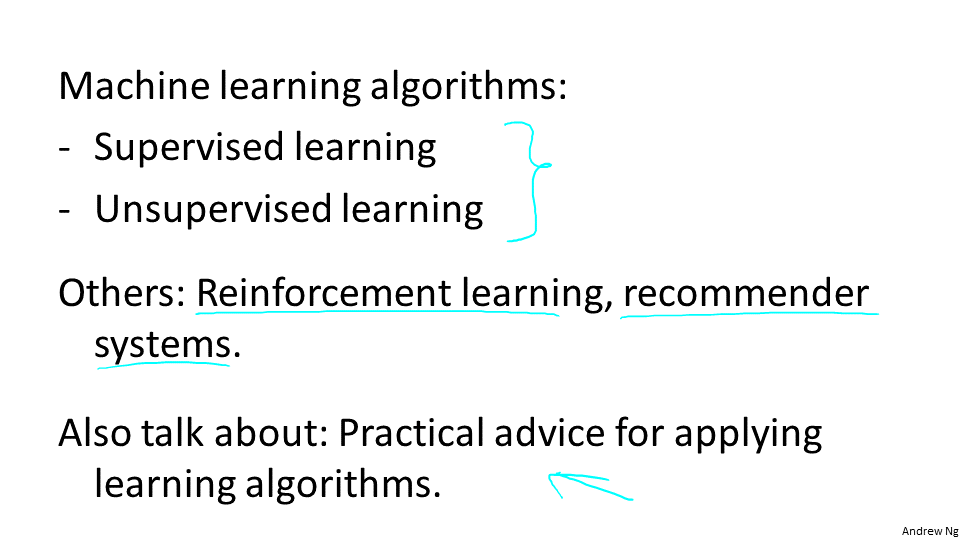 Machine learning algorithms:
- Supervised learning
- Unsupervised learning
Others: Reinforcement learning, recommender
systems.
Also talk about: Practical advice for applying
learning algorithms.
Andrew Ng